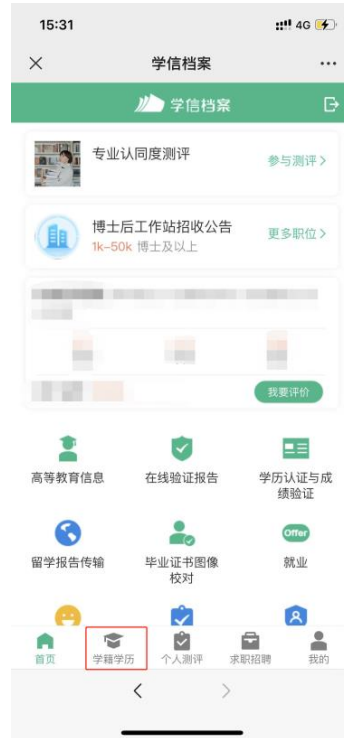 15:31
4G
学信档案
学信档案
专业认同度测评
参与测评
博士后工作站招收公告
1k-50k 博士及以上
更多职位
我要评价
高等教育信息
在线验证报告
学历认证与成
绩验证
留学报告传输
毕业证书图像
校对
Offer
就业
首页
学籍学历
个人测评
求职招聘
我的